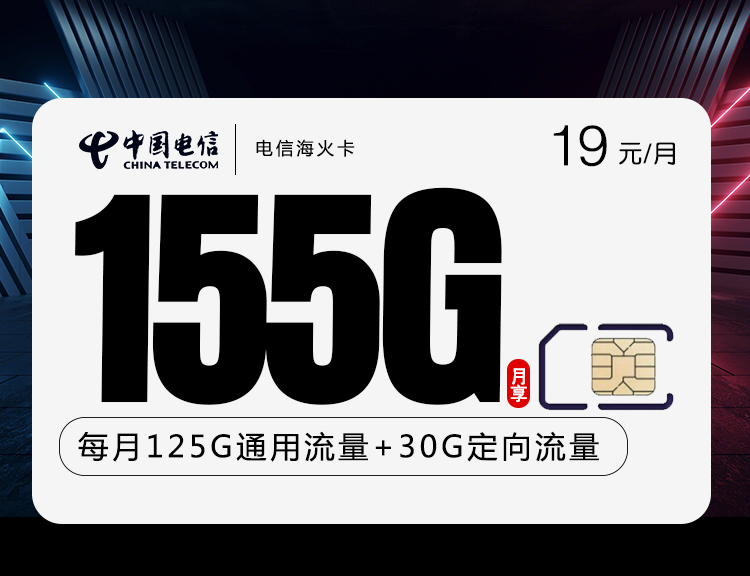 中国电信
CHINA TELECOM
电信海火卡
19 元/月
155G
月享
每月125G通用流量+30G定向流量